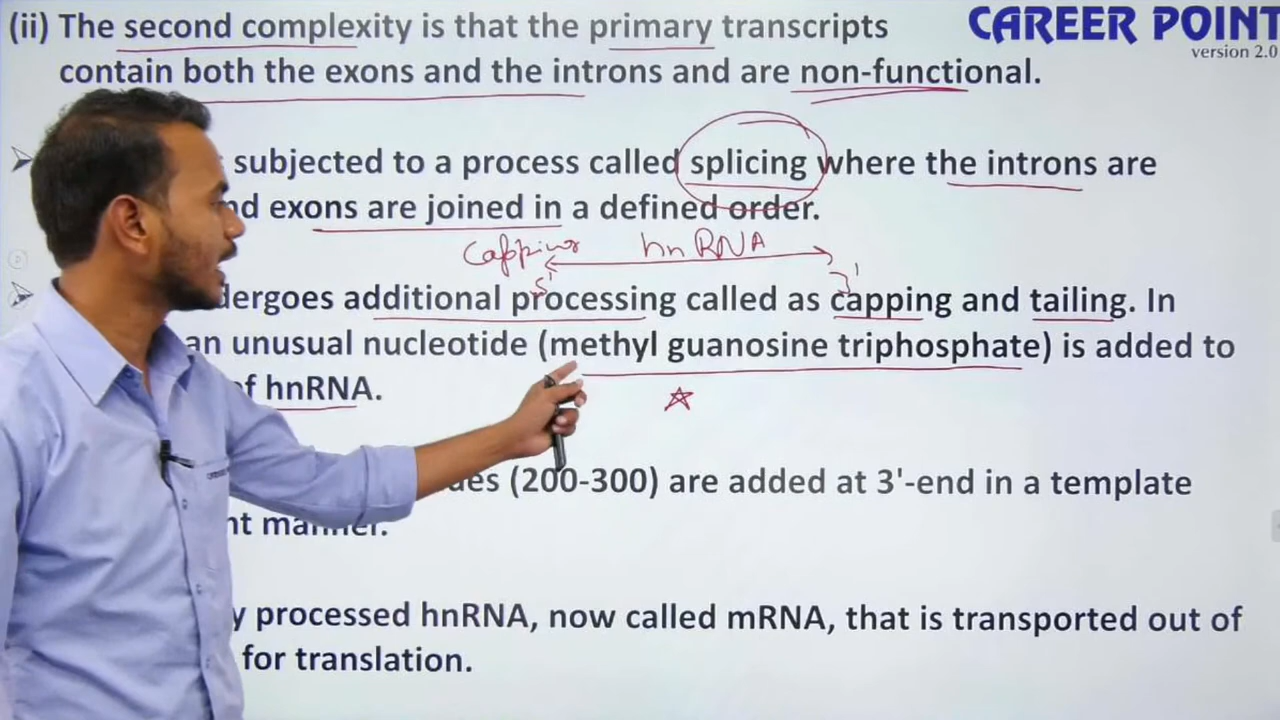 (ii) The second complexity is that the primary transcripts
CAREER POINT
version 2.0
contain both the exons and the introns and are non-functional.
subjected to a process called splicing where the introns are
nd exons are joined in a defined order.
Capping hnRNA
5' 3'
dergoes additional processing called as capping and tailing. In
an unusual nucleotide (methyl guanosine triphosphate) is added to
of hnRNA.
ues (200-300) are added at 3'-end in a template
nt manner.
y processed hnRNA, now called mRNA, that is transported out of
for translation.